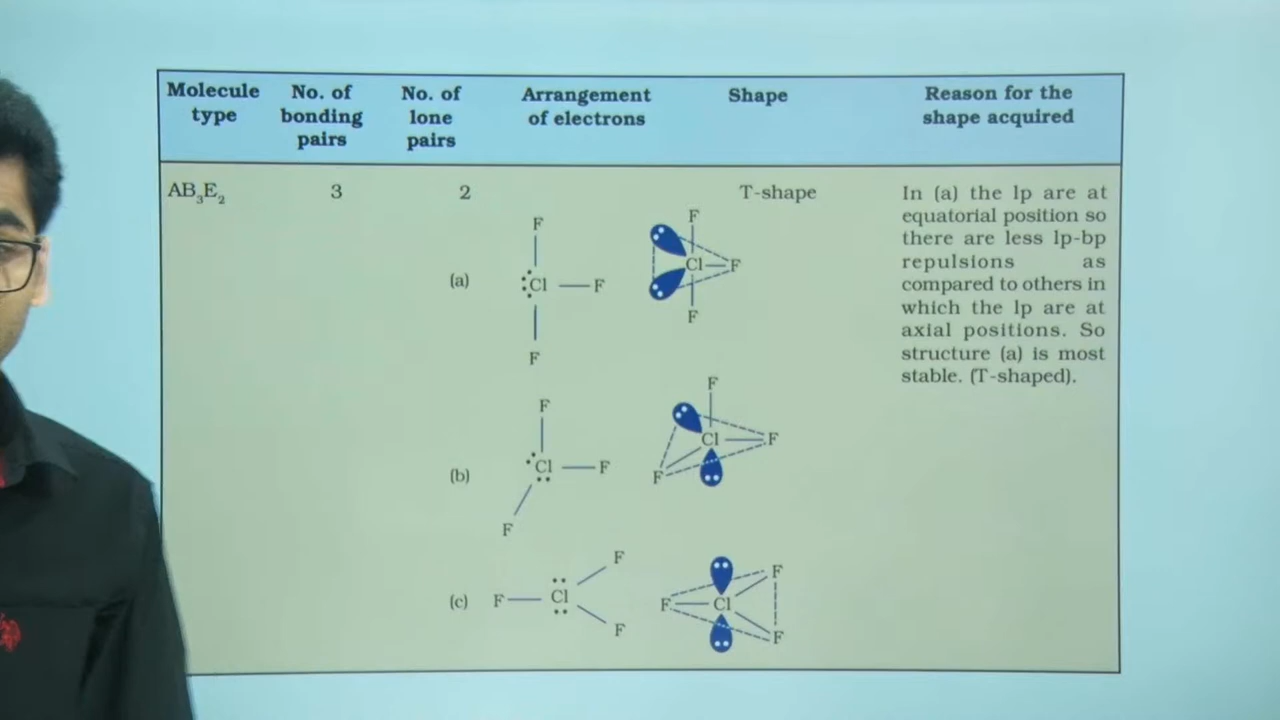 Molecule type
No. of bonding pairs
No. of lone pairs
Arrangement of electrons
Shape
Reason for the shape acquired
AB₃E₂
3
2
T-shape
In (a) the lp are at
equatorial position so
there are less lp-bp
repulsions as
compared to others in
which the lp are at
axial positions. So
structure (a) is most
stable. (T-shaped).
(a)
F
Cl F
F
F
Cl F
F
(b)
F
Cl F
F
F
Cl F
F
(c)
F
F Cl
F
F
F Cl
F